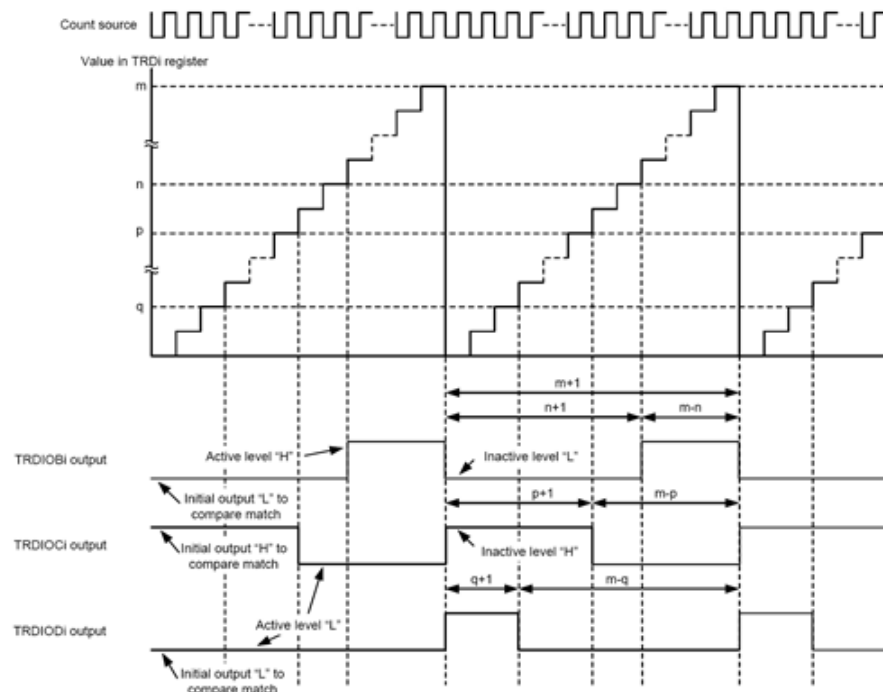 Count source
Value in TRDi register
m
n
p
q
m+1
n+1
m-n
Active level "H"
Inactive level "L"
TRDIOBi output
Initial output "L" to
compare match
p+1
m-p
TRDIOCi output
Initial output "H" to
compare match
Inactive level "H"
q+1
m-q
Active level "L"
TRDIODi output
Initial output "L" to
compare match